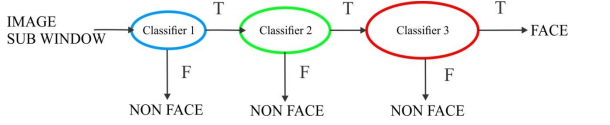 IMAGE
SUB WINDOW
Classifier 1
T
Classifier 2
T
Classifier 3
T
FACE
F
F
F
NON FACE
NON FACE
NON FACE